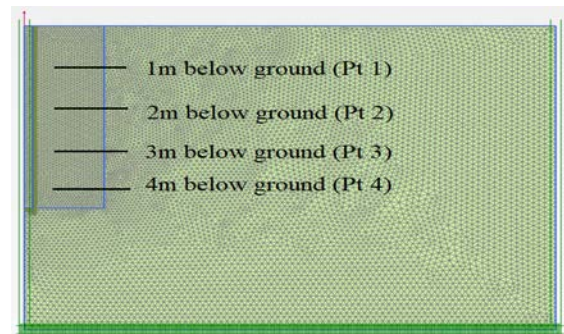 1m below ground (Pt 1)
2m below ground (Pt 2)
3m below ground (Pt 3)
4m below ground (Pt 4)